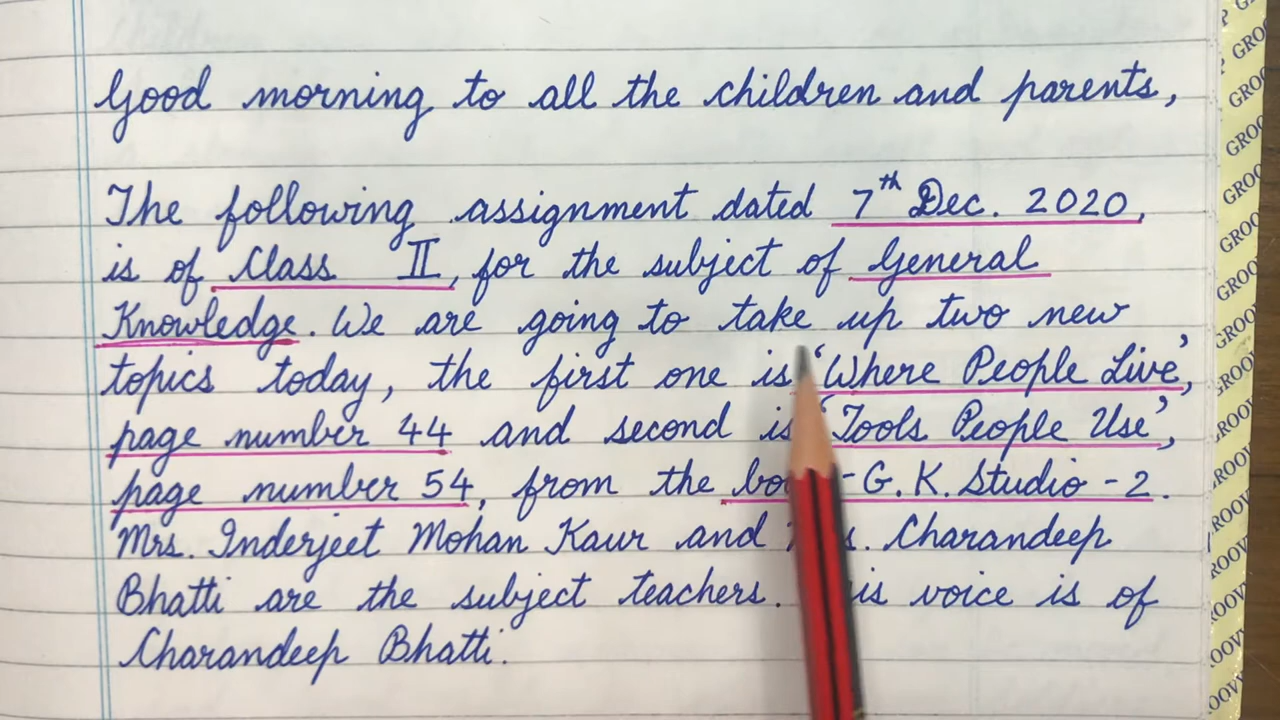 Good morning to all the children and parents,
The following assignment dated 7th Dec. 2020,
is of Class II, for the subject of General
Knowledge. We are going to take up two new
topics today, the first one is 'Where People Live',
page number 44 and second is 'Tools People Use',
page number 54, from the -G.K. Studio -2.
Mrs. Inderjeet Mohan Kaur and Charandeep
Bhatti are the subject teachers. voice is of
Charandeep Bhatti.
GROOVY